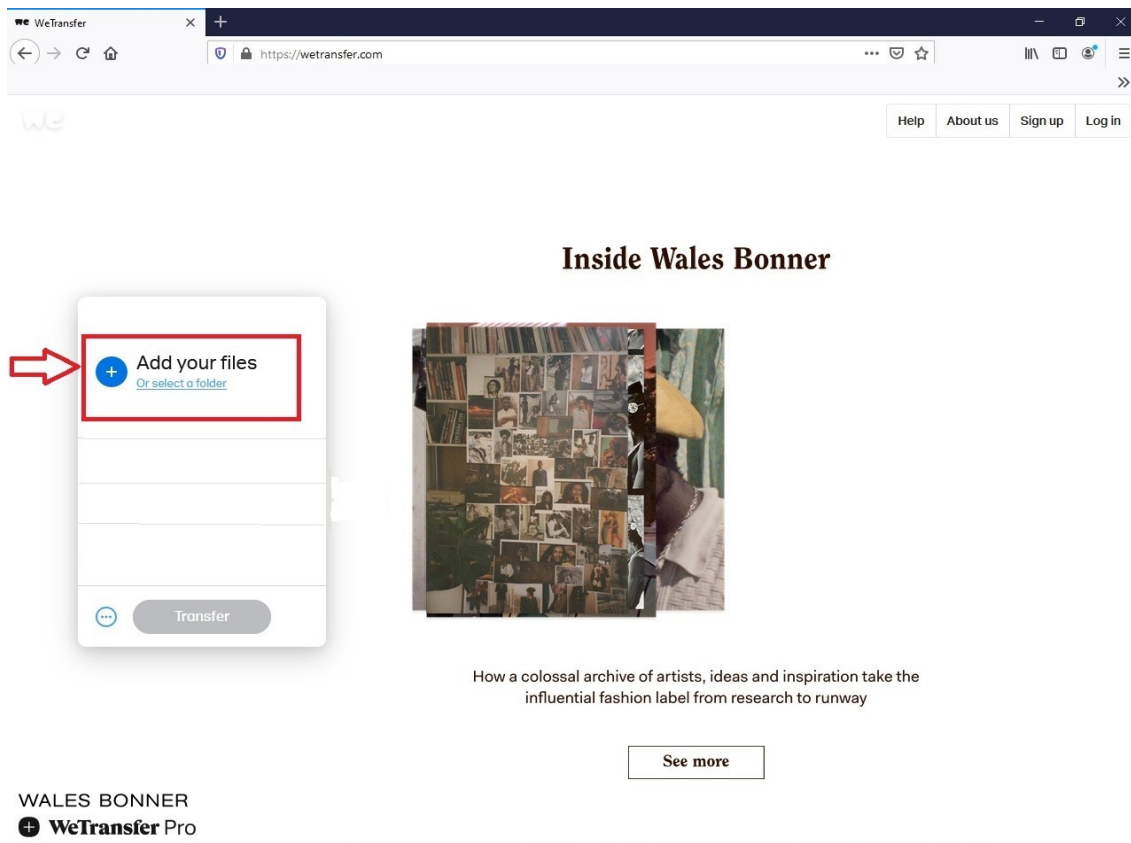 we WeTransfer
https://wetransfer.com
we
Help About us Sign up Log in
Inside Wales Bonner
Add your files
Or select a folder
Transfer
How a colossal archive of artists, ideas and inspiration take the
influential fashion label from research to runway
See more
WALES BONNER
WeTransfer Pro